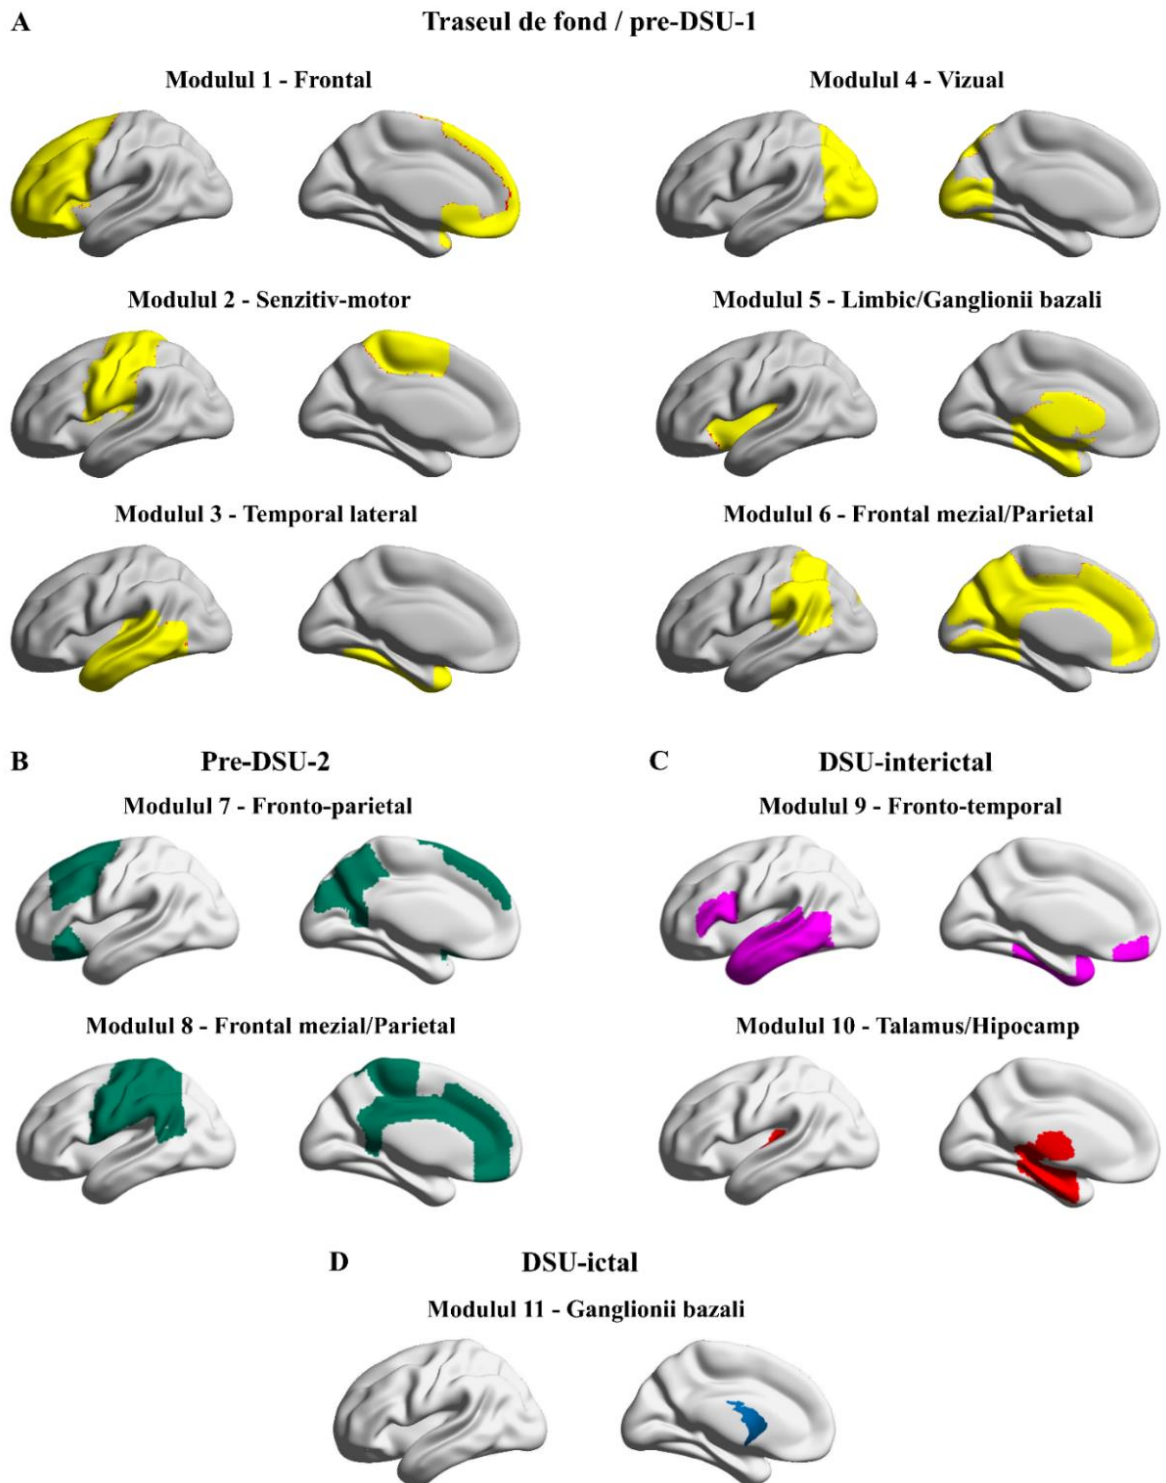 A
Traseul de fond / pre-DSU-1
Modulul 1 - Frontal
Modulul 4 - Vizual
Modulul 2 - Senzitiv-motor
Modulul 5 - Limbic/Ganglionii bazali
Modulul 3 - Temporal lateral
Modulul 6 - Frontal mezial/Parietal
B
Pre-DSU-2
C
DSU-interictal
Modulul 7 - Fronto-parietal
Modulul 9 - Fronto-temporal
Modulul 8 - Frontal mezial/Parietal
Modulul 10 - Talamus/Hipocamp
D
DSU-ictal
Modulul 11 - Ganglionii bazali